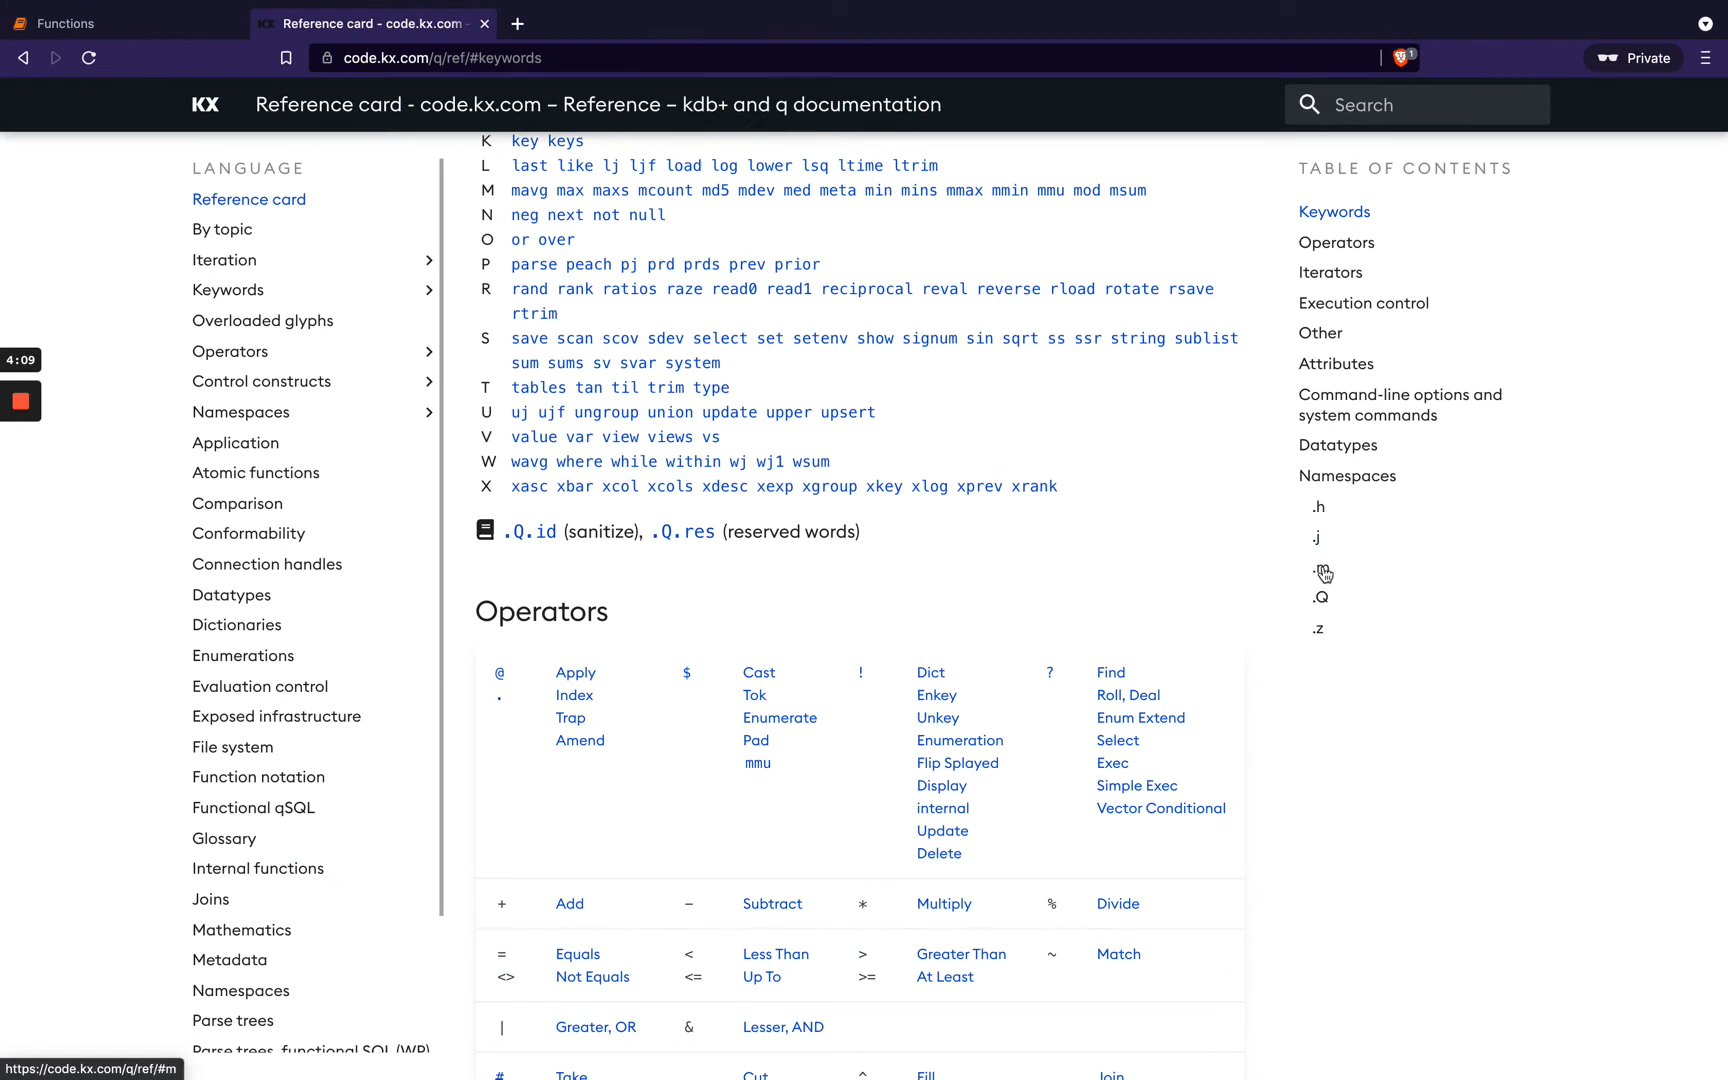 Functions
Reference card - code.kx.com -
code.kx.com/q/ref/#keywords
1
Private
KX Reference card - code.kx.com – Reference – kdb+ and q documentation
Search
4:09
LANGUAGE
Reference card
By topic
Iteration
Keywords
Overloaded glyphs
Operators
Control constructs
Namespaces
Application
Atomic functions
Comparison
Conformability
Connection handles
Datatypes
Dictionaries
Enumerations
Evaluation control
Exposed infrastructure
File system
Function notation
Functional qSQL
Glossary
Internal functions
Joins
Mathematics
Metadata
Namespaces
Parse trees
Parse trees, functional SQL (WP)
K key keys
L last like lj ljf load log lower lsq ltime ltrim
M mavg max maxs mcount md5 mdev med meta min mins mmax mmin mmu mod msum
N neg next not null
O or over
P parse peach pj prd prds prev prior
R rand rank ratios raze read0 read1 reciprocal reval reverse rload rotate rsave
rtrim
S save scan scov sdev select set setenv show signum sin sqrt ss ssr string sublist
sum sums sv svar system
T tables tan til trim type
U uj ujf ungroup union update upper upsert
V value var view views vs
W wavg where while within wj wj1 wsum
X xasc xbar xcol xcols xdesc xexp xgroup xkey xlog xprev xrank
.Q.id (sanitize), .Q.res (reserved words)
Operators
@ Apply $ Cast ! Dict ? Find
. Index Tok Enkey Roll, Deal
Trap Enumerate Unkey Enum Extend
Amend Pad Enumeration Select
mmu Flip Splayed Exec
Display Simple Exec
internal Vector Conditional
Update
Delete
+ Add - Subtract * Multiply % Divide
= Equals < Less Than > Greater Than ~ Match
<> Not Equals <= Up To >= At Least
| Greater, OR & Lesser, AND
# Take Cut ^ Fill Join
TABLE OF CONTENTS
Keywords
Operators
Iterators
Execution control
Other
Attributes
Command-line options and
system commands
Datatypes
Namespaces
.h
.j
.m
.Q
.z
https://code.kx.com/q/ref/#m